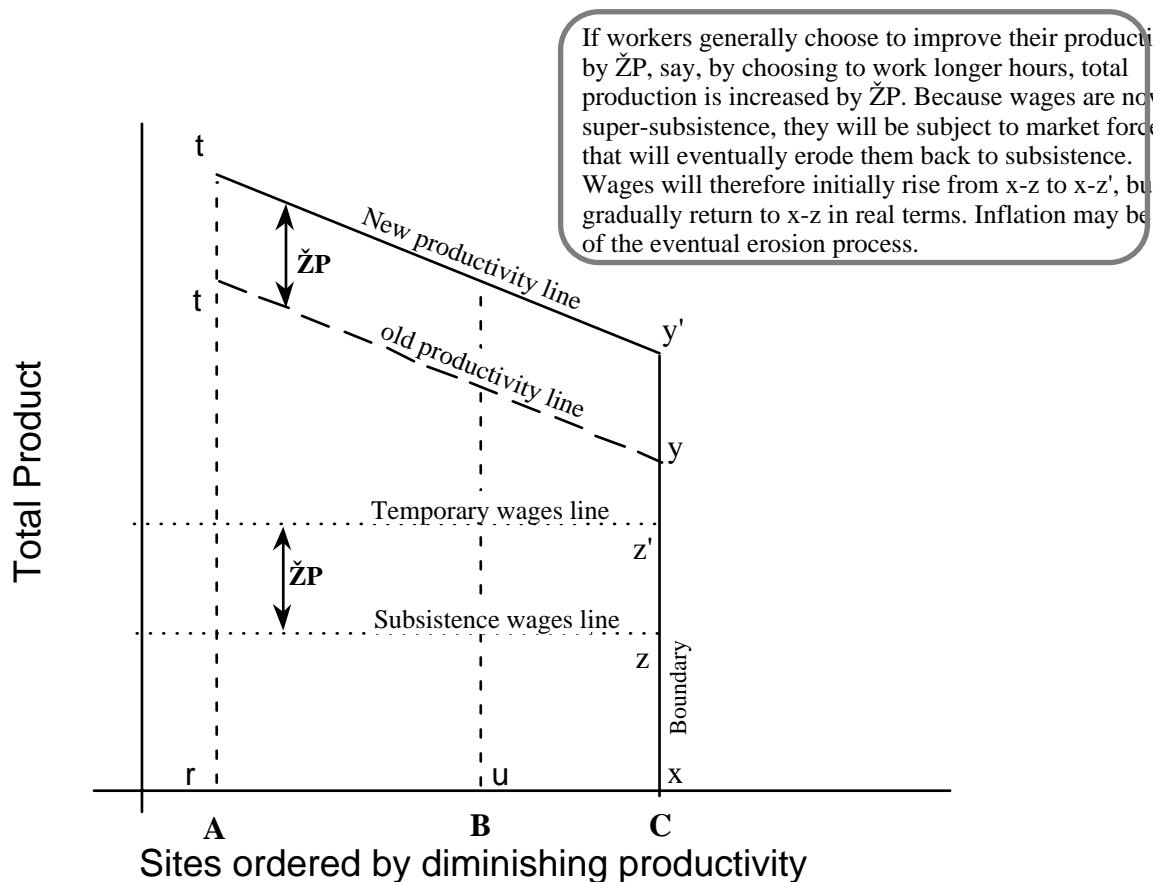 If workers generally choose to improve their producti
by ŽP, say, by choosing to work longer hours, total
production is increased by ŽP. Because wages are now
super-subsistence, they will be subject to market force
that will eventually erode them back to subsistence.
Wages will therefore initially rise from x-z to x-z', bu
gradually return to x-z in real terms. Inflation may be
of the eventual erosion process.
t
New productivity line
ŽP
t
old productivity line
y'
y
Total Product
Temporary wages line
z'
ŽP
Subsistence wages line
z
Boundary
r
u
x
A
B
C
Sites ordered by diminishing productivity